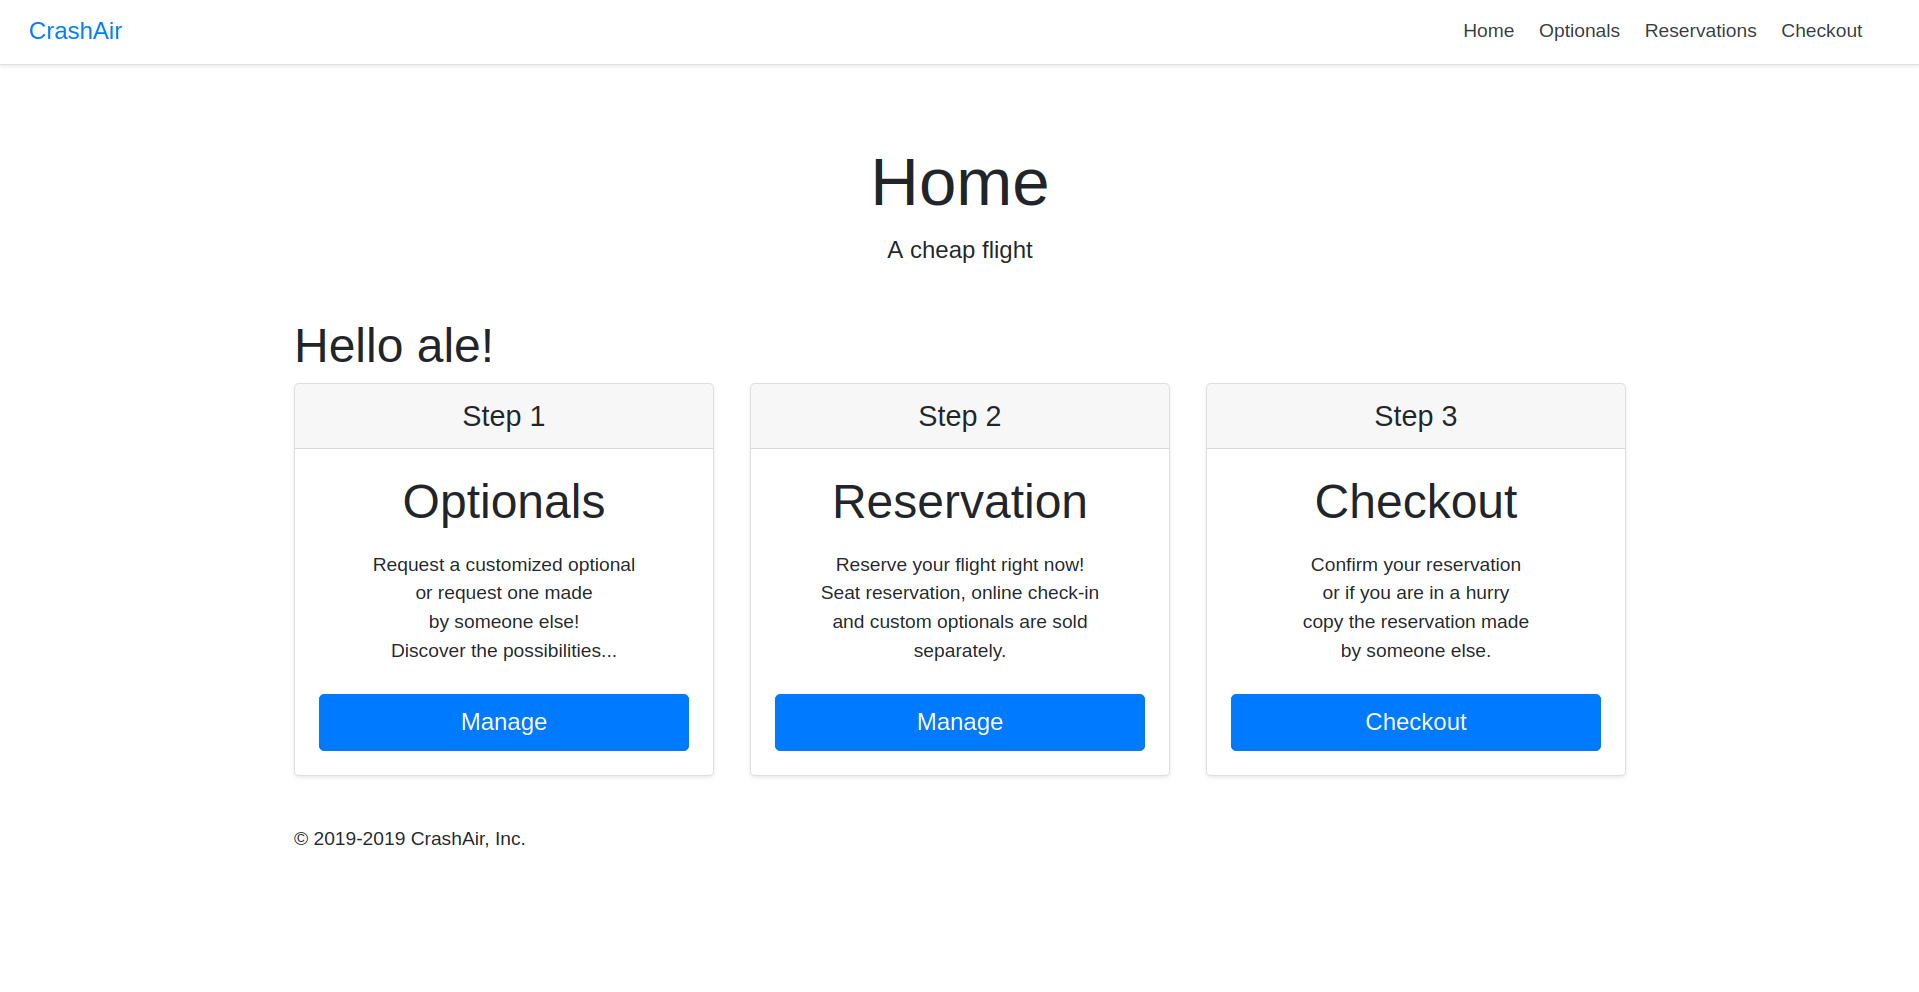 CrashAir
Home Optionals Reservations Checkout
Home
A cheap flight
Hello ale!
Step 1
Optionals
Request a customized optional
or request one made
by someone else!
Discover the possibilities...
Manage
Step 2
Reservation
Reserve your flight right now!
Seat reservation, online check-in
and custom optionals are sold
separately.
Manage
Step 3
Checkout
Confirm your reservation
or if you are in a hurry
copy the reservation made
by someone else.
Checkout
© 2019-2019 CrashAir, Inc.